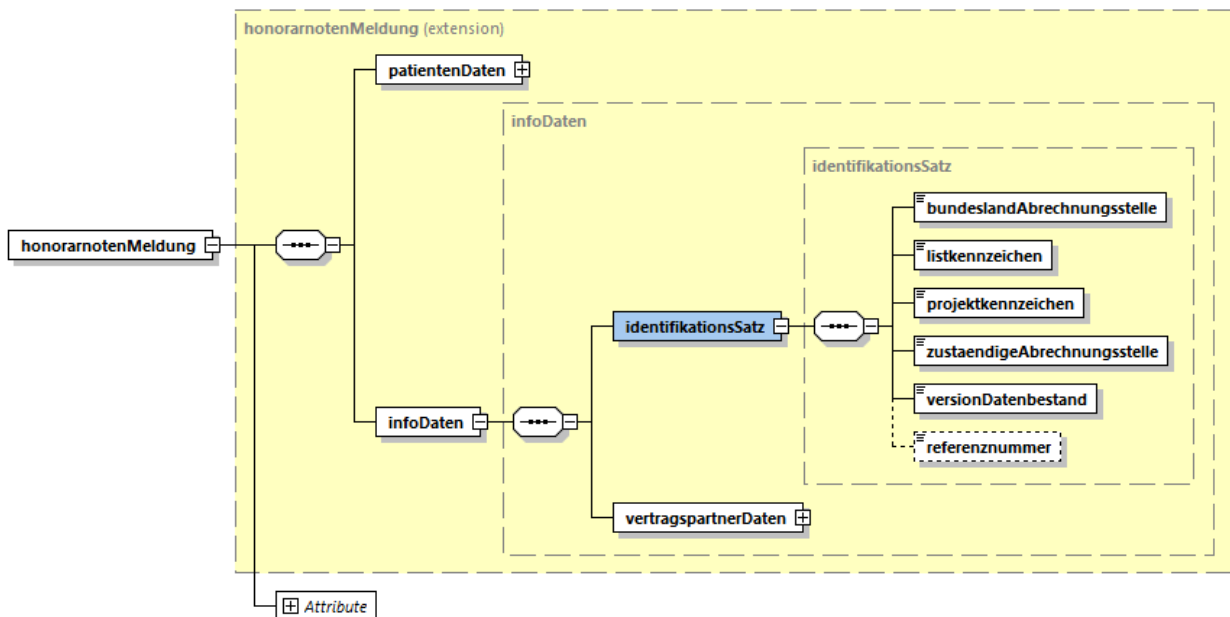 honorarnotenMeldung (extension)
patientenDaten
infoDaten
identifikationsSatz
bundeslandAbrechnungsstelle
honorarnotenMeldung
listkennzeichen
projektkennzeichen
identifikationsSatz
zustaendigeAbrechnungsstelle
versionDatenbestand
infoDaten
referenznummer
vertragspartnerDaten
Attribute